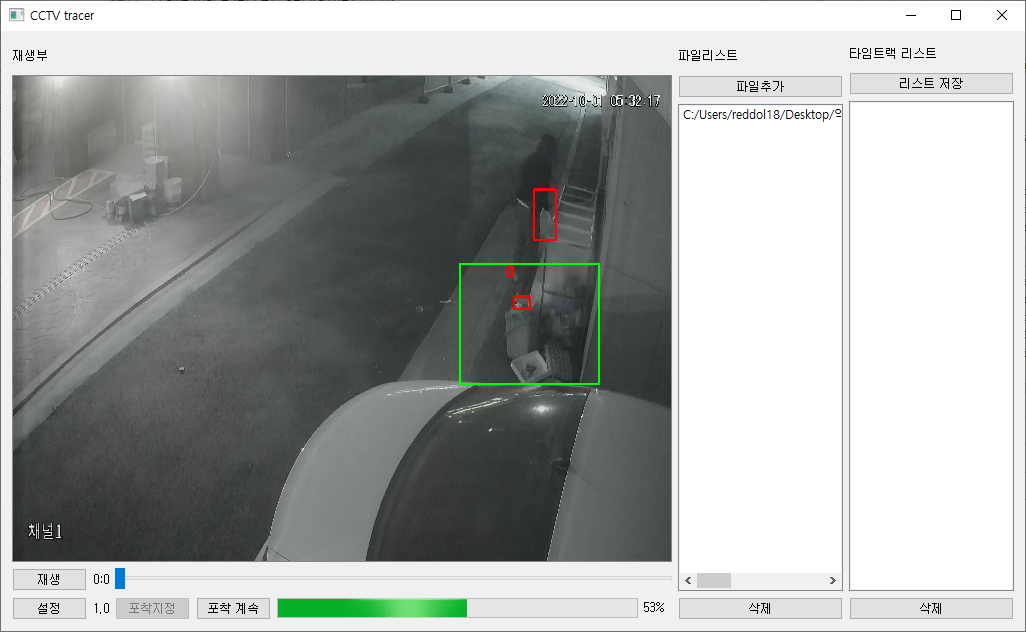 CCTV tracer
재생부
파일리스트
타임트랙 리스트
파일추가
리스트 저장
2022-10-01 05:32:17
C:/Users/reddol18/Desktop/
채널1
재생
0:0
설정
1.0
포착지정
포착 계속
53%
삭제
삭제